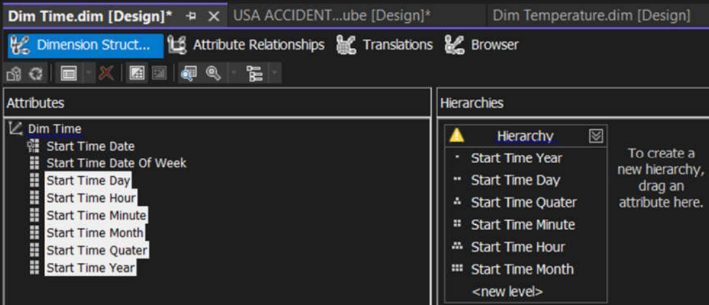 Dim Time.dim [Design]* USA ACCIDENT...ube [Design]* Dim Temperature.dim [Design]
Dimension Struct... Attribute Relationships Translations Browser
Attributes
Dim Time
Start Time Date
Start Time Date Of Week
Start Time Day
Start Time Hour
Start Time Minute
Start Time Month
Start Time Quater
Start Time Year
Hierarchies
Hierarchy
Start Time Year
Start Time Day
Start Time Quater
Start Time Minute
Start Time Hour
Start Time Month
<new level>
To create a
new hierarchy,
drag an
attribute here.